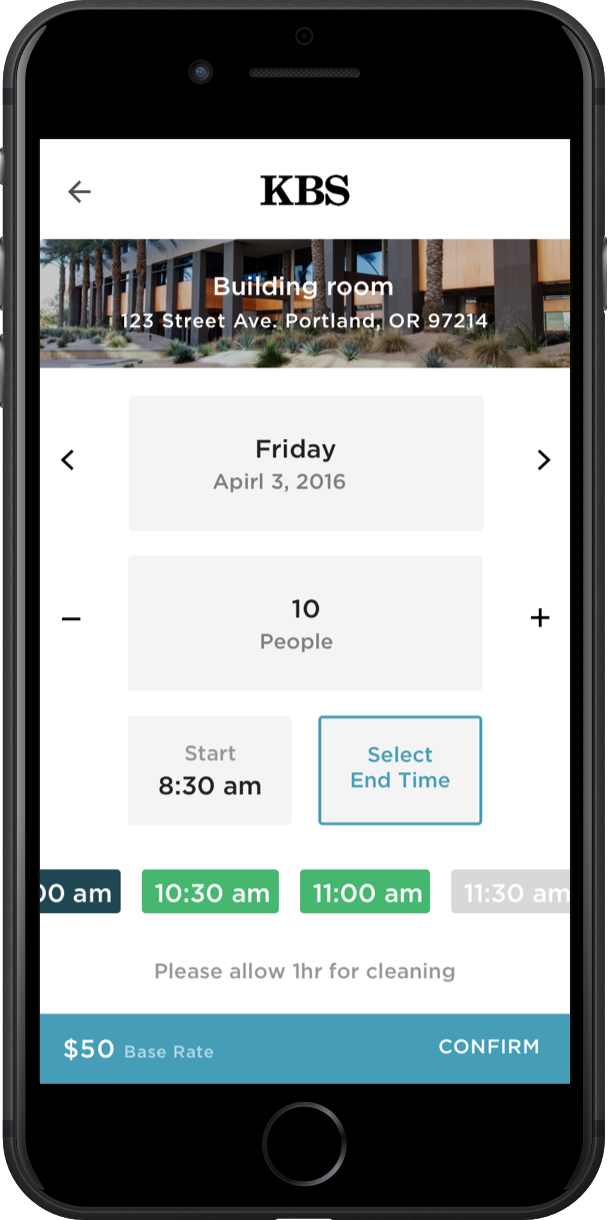 KBS
Building room
123 Street Ave. Portland, OR 97214
Friday
Apirl 3, 2016
10
People
Start
8:30 am
Select
End Time
00 am 10:30 am 11:00 am 11:30 am
Please allow 1hr for cleaning
$50 Base Rate CONFIRM